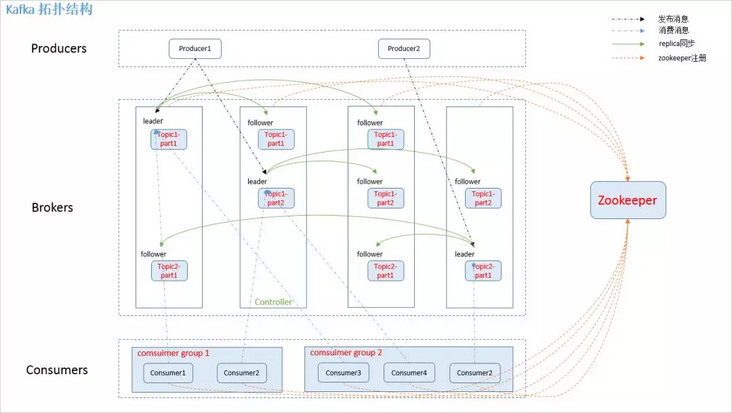 Kafka 拓扑结构
发布消息
消费消息
replica同步
zookeeper注册
Producers
Producer1
Producer2
Brokers
leader
Topic1-
part1
follower
Topic1-
part1
follower
Topic1-
part1
leader
Topic1-
part2
follower
Topic1-
part2
follower
Topic1-
part2
follower
Topic2-
part1
follower
Topic2-
part1
leader
Topic2-
part1
Controller
Zookeeper
Consumers
comsuimer group 1
Consumer1
Consumer2
comsuimer group 2
Consumer3
Consumer4
Consumer2